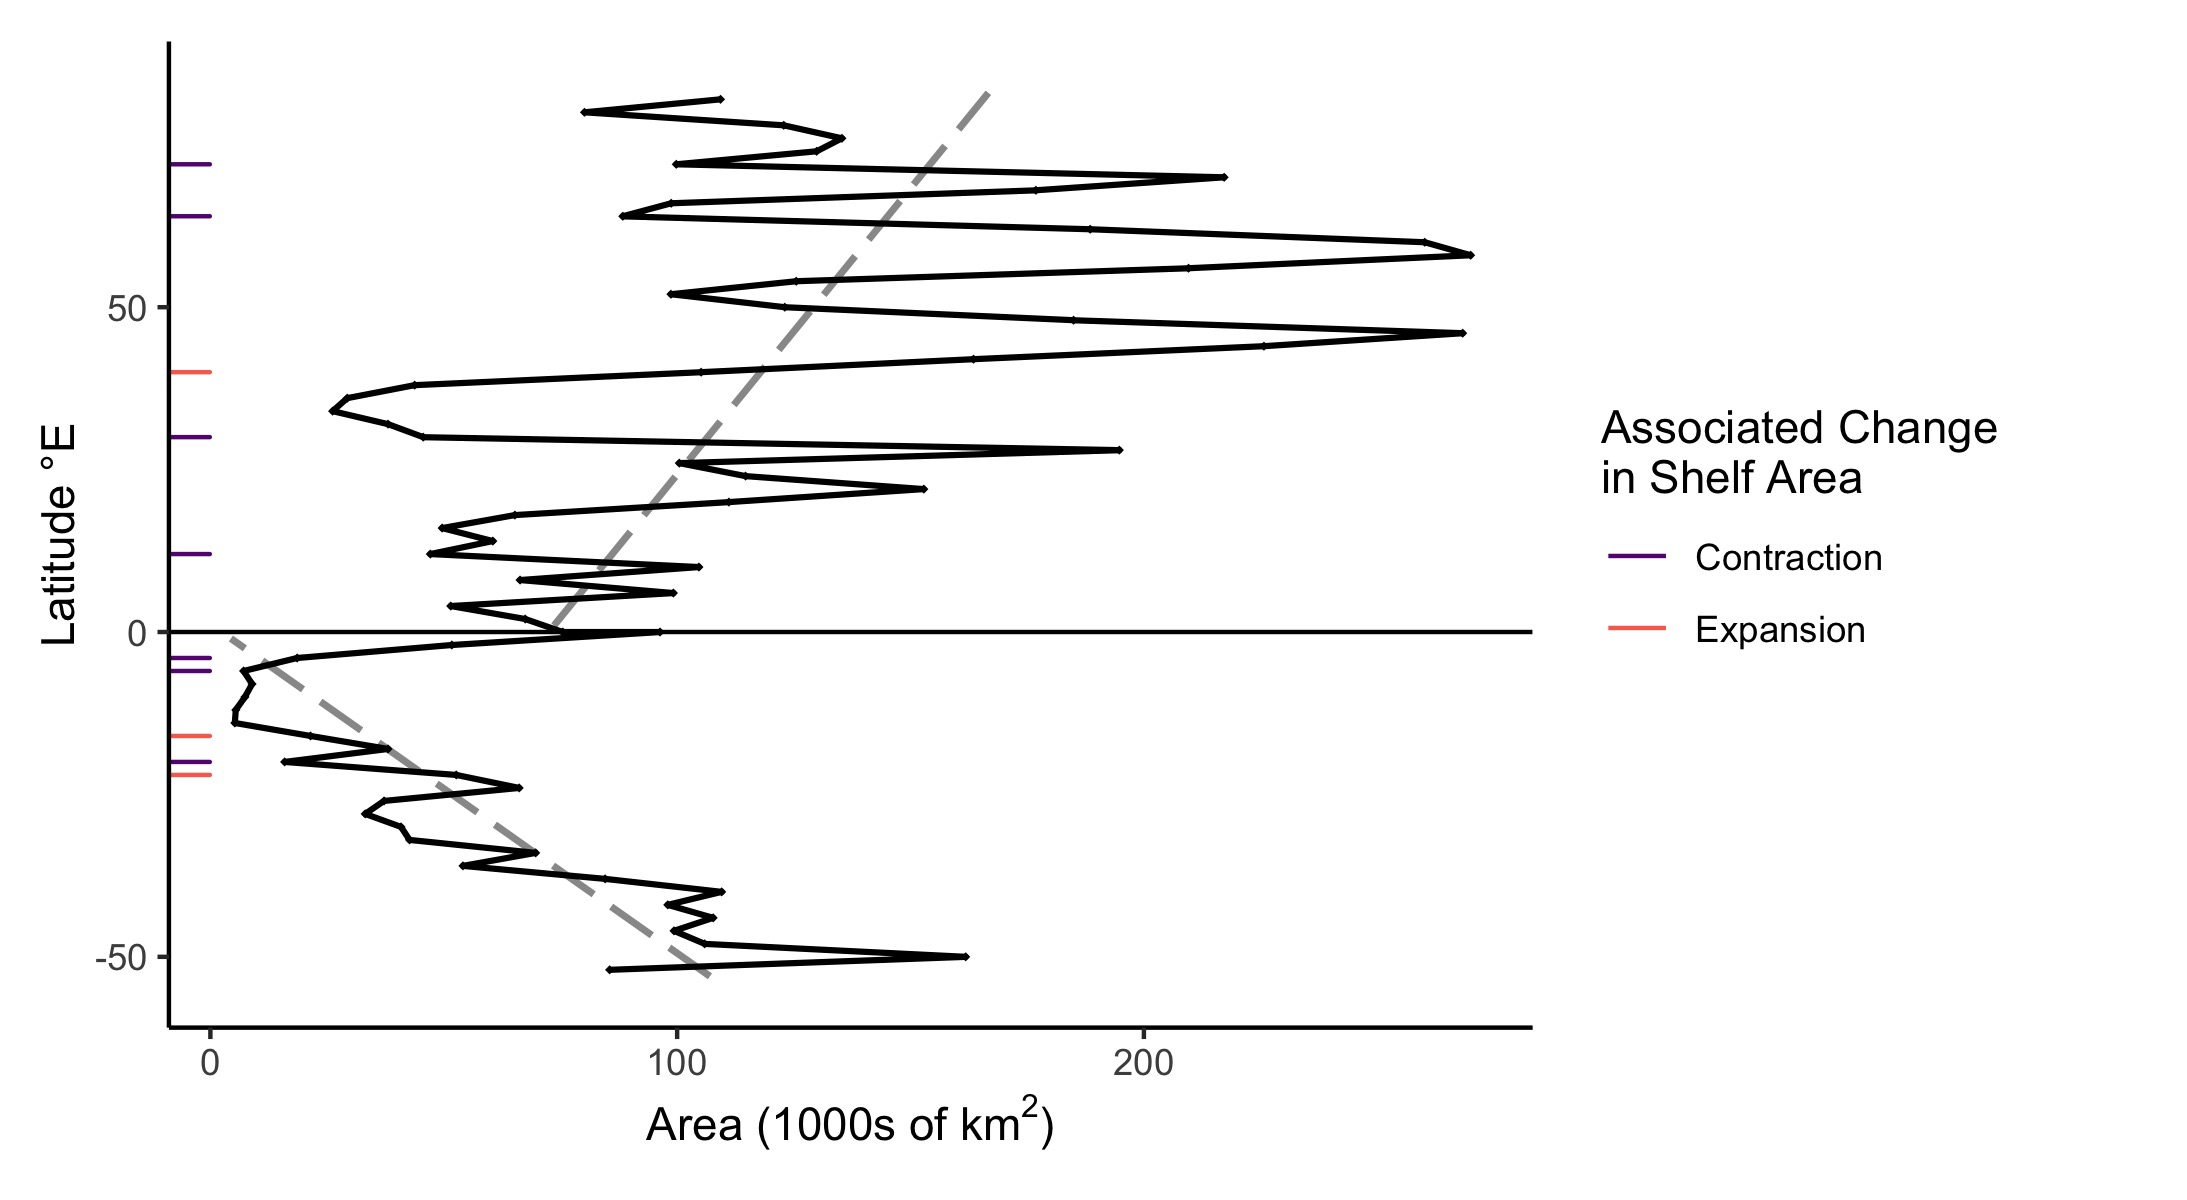 50
0
-50
Latitude °E
0
100
200
Area (1000s of km²)
Associated Change
in Shelf Area
Contraction
Expansion